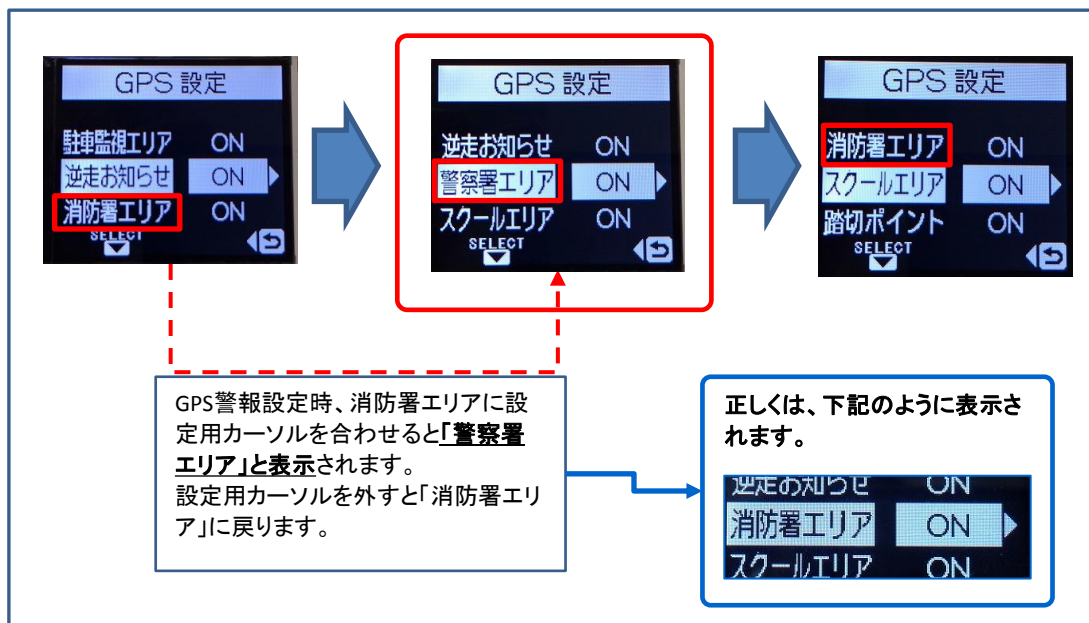 GPS 設定
駐車監視エリア ON
逆走お知らせ ON
消防署エリア ON
SELECT
GPS 設定
逆走お知らせ ON
警察署エリア ON
スクールエリア ON
SELECT
GPS 設定
消防署エリア ON
スクールエリア ON
踏切ポイント ON
SELECT
GPS警報設定時、消防署エリアに設
定用カーソルを合わせると「警察署
エリア」と表示されます。
設定用カーソルを外すと「消防署エリ
ア」に戻ります。
正しくは、下記のように表示さ
れます。
逆走お知らせ ON
消防署エリア ON
スクールエリア ON